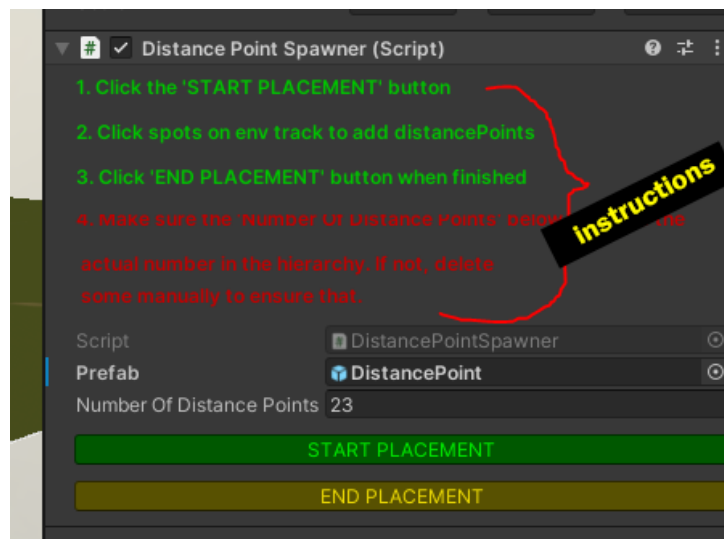 Distance Point Spawner (Script)
1. Click the 'START PLACEMENT' button
2. Click spots on env track to add distancePoints
3. Click 'END PLACEMENT' button when finished
instructions
4. Make sure the 'Number Of Distance Points' below the
actual number in the hierarchy. If not, delete
some manually to ensure that.
Script DistancePointSpawner
Prefab DistancePoint
Number Of Distance Points 23
START PLACEMENT
END PLACEMENT